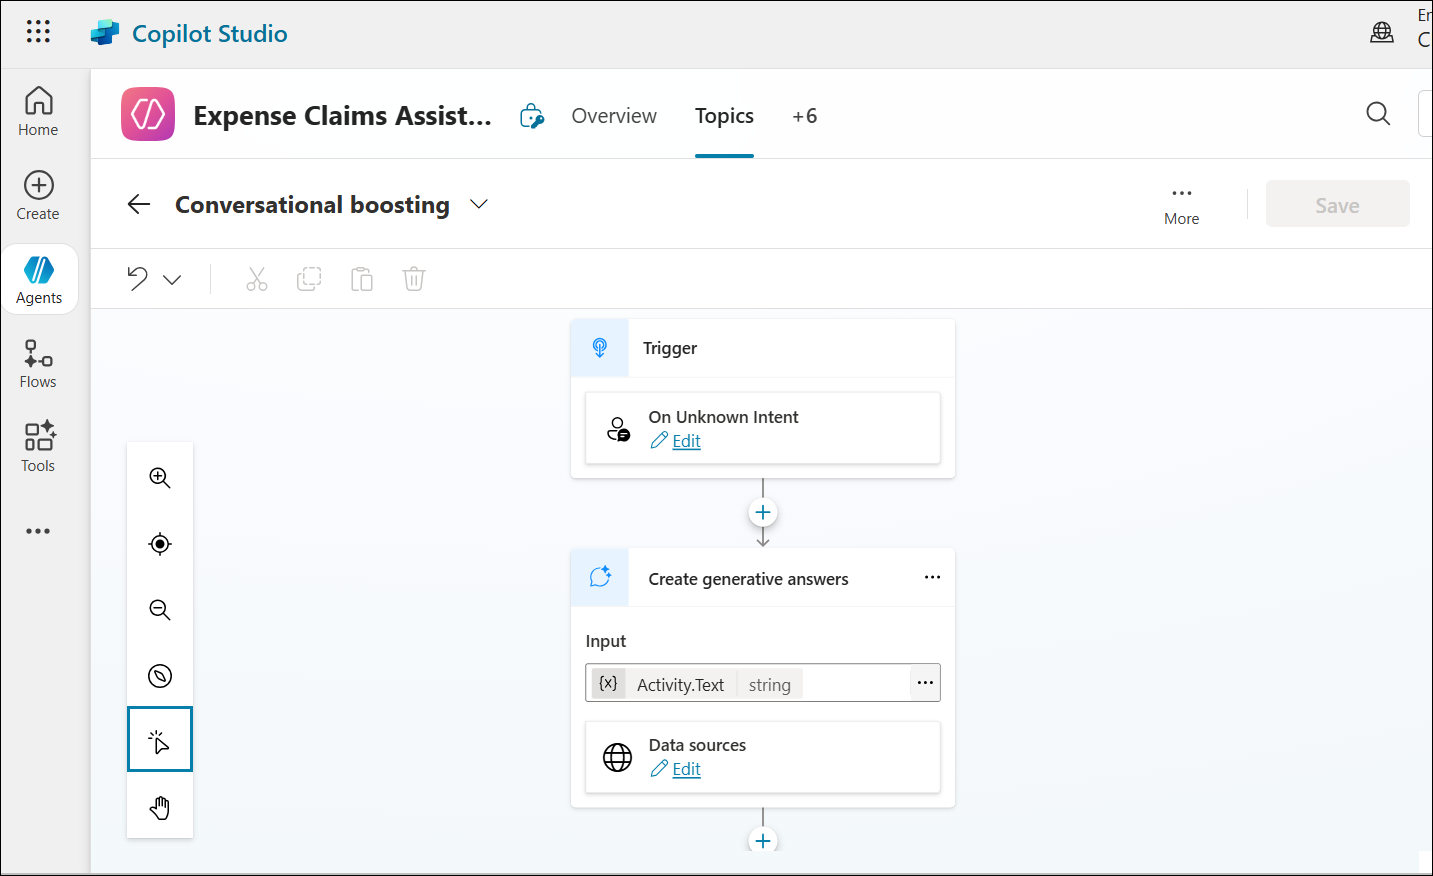 Copilot Studio
En
C
Home
Create
Agents
Flows
Tools
Expense Claims Assist...
Overview
Topics
+6
Conversational boosting
More
Save
Trigger
On Unknown Intent
Edit
Create generative answers
Input
{x} Activity.Text string
Data sources
Edit